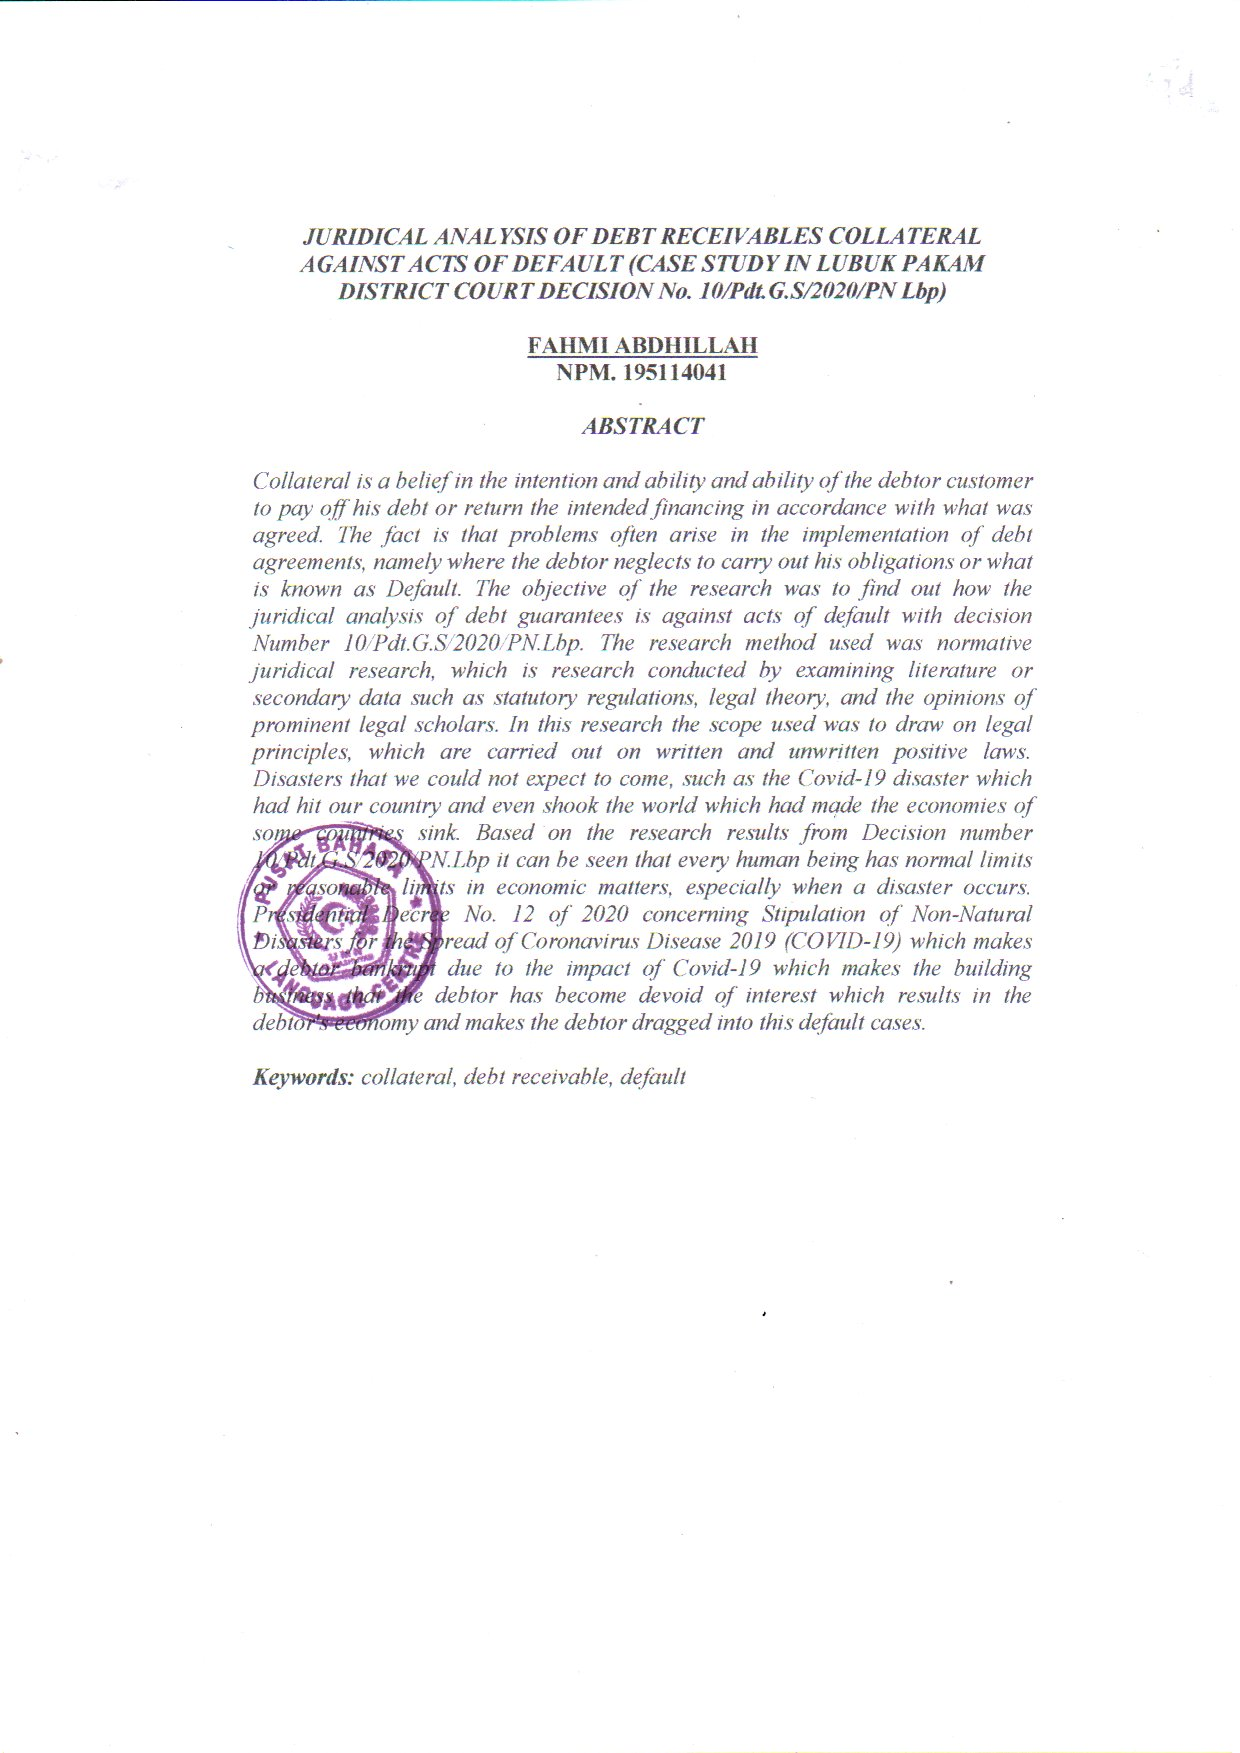 JURIDICAL ANALYSIS OF DEBT RECEIVABLES COLLATERAL
AGAINST ACTS OF DEFAULT (CASE STUDY IN LUBUK PAKAM
DISTRICT COURT DECISION No. 10/Pdt.G.S/2020/PN Lbp)
FAHMI ABDHILLAH
NPM. 195114041
ABSTRACT
Collateral is a belief in the intention and ability and ability of the debtor customer
to pay off his debt or return the intended financing in accordance with what was
agreed. The fact is that problems often arise in the implementation of debt
agreements, namely where the debtor neglects to carry out his obligations or what
is known as Default. The objective of the research was to find out how the
juridical analysis of debt guarantees is against acts of default with decision
Number 10/Pdt.G.S/2020/PN.Lbp. The research method used was normative
juridical research, which is research conducted by examining literature or
secondary data such as statutory regulations, legal theory, and the opinions of
prominent legal scholars. In this research the scope used was to draw on legal
principles, which are carried out on written and unwritten positive laws.
Disasters that we could not expect to come, such as the Covid-19 disaster which
had hit our country and even shook the world which had made the economies of
some countries sink. Based on the research results from Decision number
10.Pdt.G.S/2020/PN.Lbp it can be seen that every human being has normal limits
or reasonable limits in economic matters, especially when a disaster occurs.
Presidential Decree No. 12 of 2020 concerning Stipulation of Non-Natural
Disasters for the Spread of Coronavirus Disease 2019 (COVID-19) which makes
a debtor bankrupt due to the impact of Covid-19 which makes the building
business that the debtor has become devoid of interest which results in the
debtor's economy and makes the debtor dragged into this default cases.
Keywords: collateral, debt receivable, default
PUSAT BAHASA
LANGUAGE CENTRE